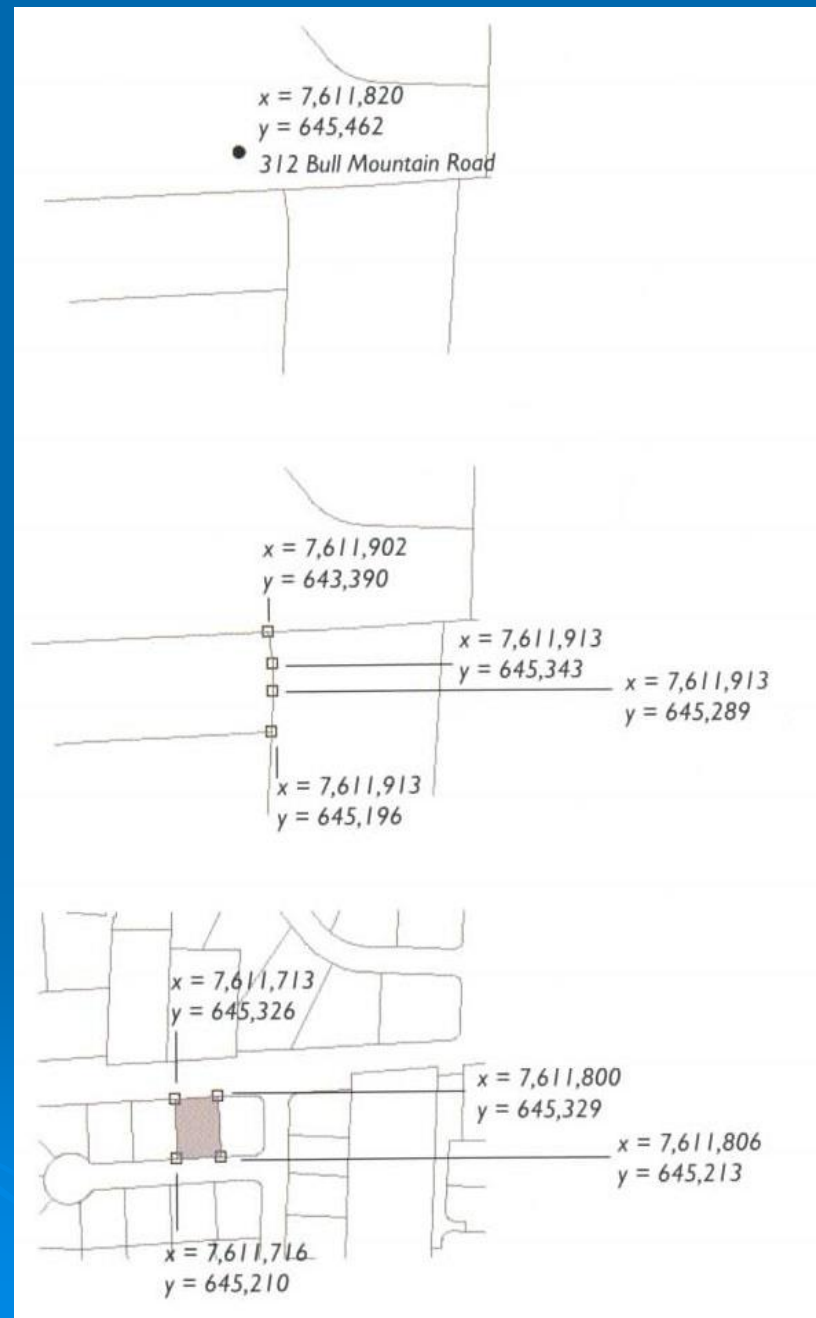 x = 7,611,820
y = 645,462
312 Bull Mountain Road
x = 7,611,902
y = 643,390
x = 7,611,913
y = 645,343
x = 7,611,913
y = 645,289
x = 7,611,913
y = 645,196
x = 7,611,713
y = 645,326
x = 7,611,800
y = 645,329
x = 7,611,806
y = 645,213
x = 7,611,716
y = 645,210